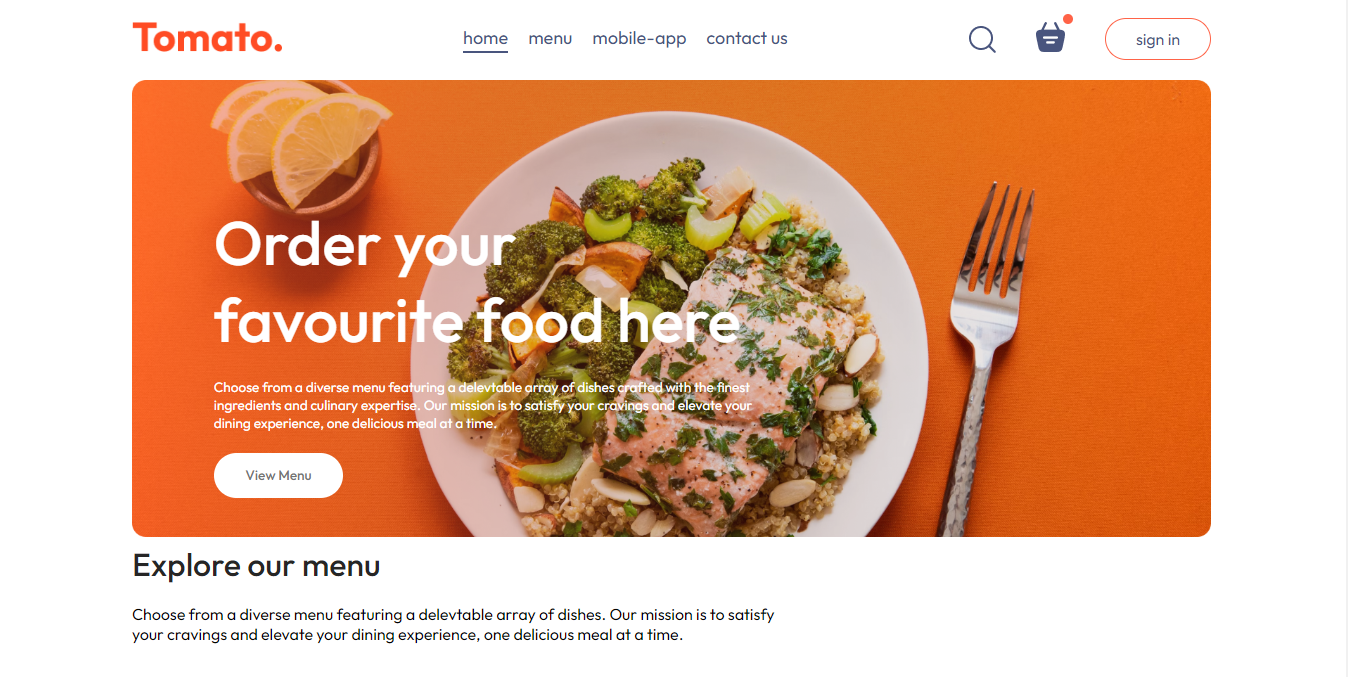 Tomato.
home menu mobile-app contact us
sign in
Order your
favourite food here
Choose from a diverse menu featuring a delevtable array of dishes crafted with the finest
ingredients and culinary expertise. Our mission is to satisfy your cravings and elevate your
dining experience, one delicious meal at a time.
View Menu
Explore our menu
Choose from a diverse menu featuring a delevtable array of dishes. Our mission is to satisfy
your cravings and elevate your dining experience, one delicious meal at a time.